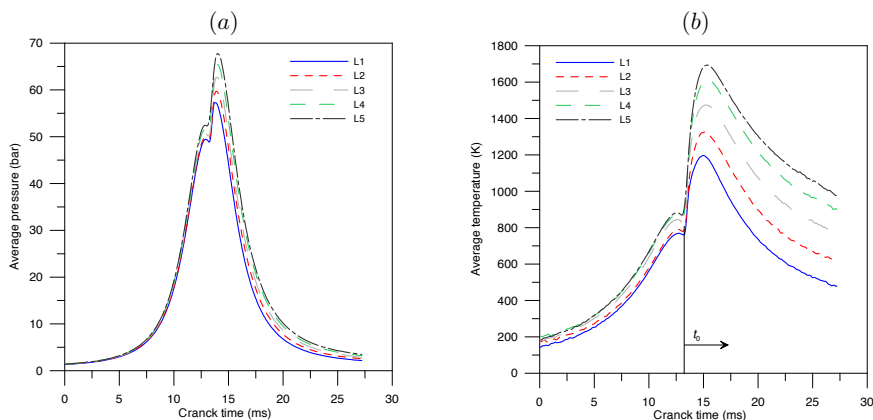 (a)
70
60
50
40
30
20
10
0
Average pressure (bar)
L1
L2
L3
L4
L5
0 5 10 15 20 25 30
Cranck time (ms)
(b)
1800
1600
1400
1200
1000
800
600
400
200
0
Average temperature (K)
L1
L2
L3
L4
L5
t0
0 5 10 15 20 25 30
Cranck time (ms)